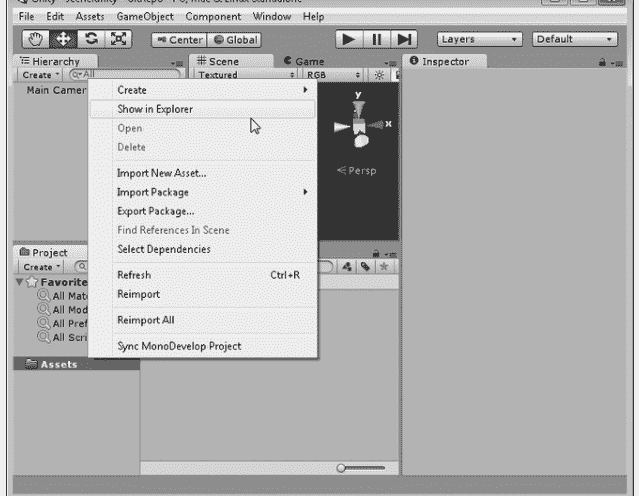 File Edit Assets GameObject Component Window Help
Center Global Layers Default
Hierarchy Scene Game Inspector
Create All Textured RGB
Main Camer
Create
Show in Explorer
Open
Delete
Import New Asset...
Import Package
Export Package...
Find References In Scene
Select Dependencies
Refresh Ctrl+R
Reimport
Reimport All
Sync MonoDevelop Project
y
x
Persp
Project
Create
Favorite
All Mat
All Mod
All Pref
All Scri
Assets